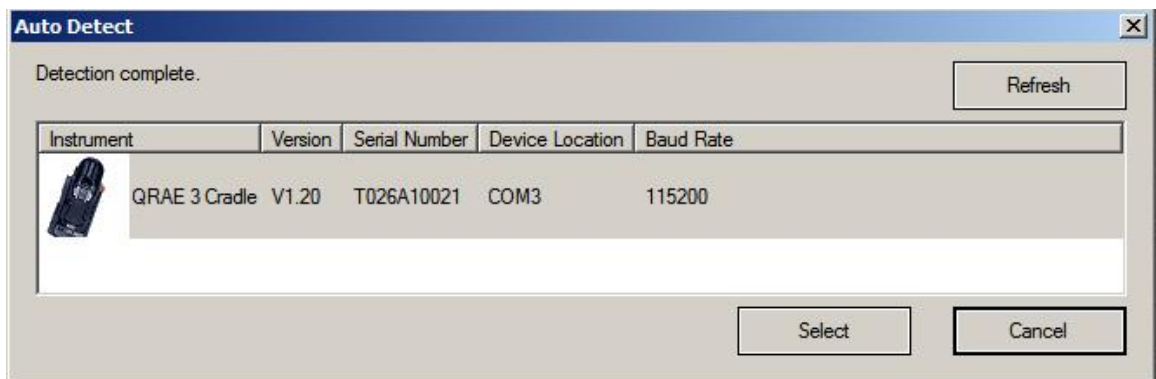 Auto Detect
Detection complete.
Refresh
Instrument Version Serial Number Device Location Baud Rate
QRAE 3 Cradle V1.20 T026A10021 COM3 115200
Select Cancel